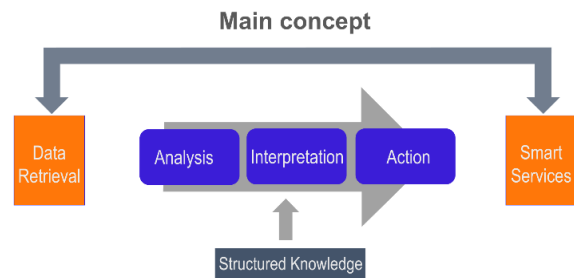 Main concept
Data
Retrieval
Analysis
Interpretation
Action
Smart
Services
Structured Knowledge